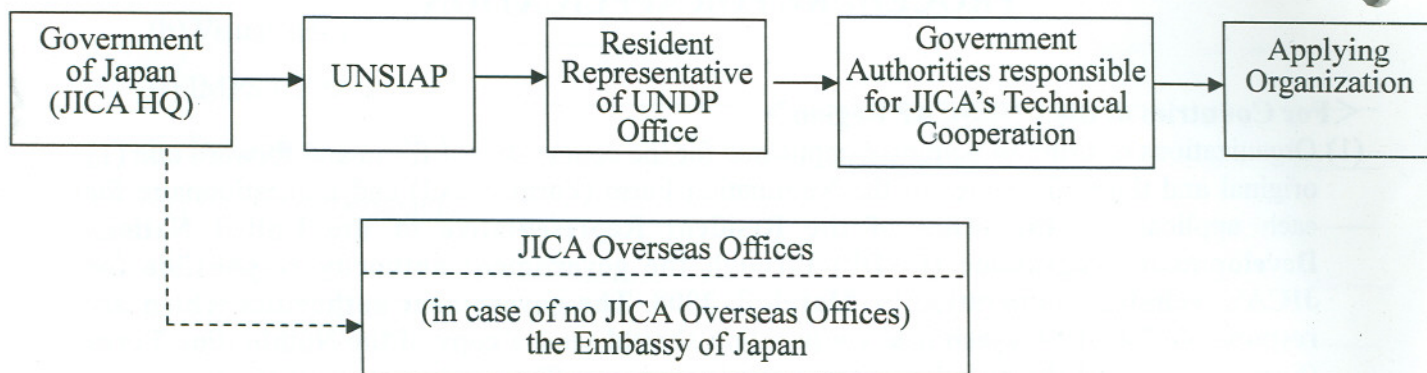 Government
of Japan
(JICA HQ)
UNSIAP
Resident
Representative
of UNDP
Office
Government
Authorities responsible
for JICA's Technical
Cooperation
Applying
Organization
JICA Overseas Offices
(in case of no JICA Overseas Offices)
the Embassy of Japan